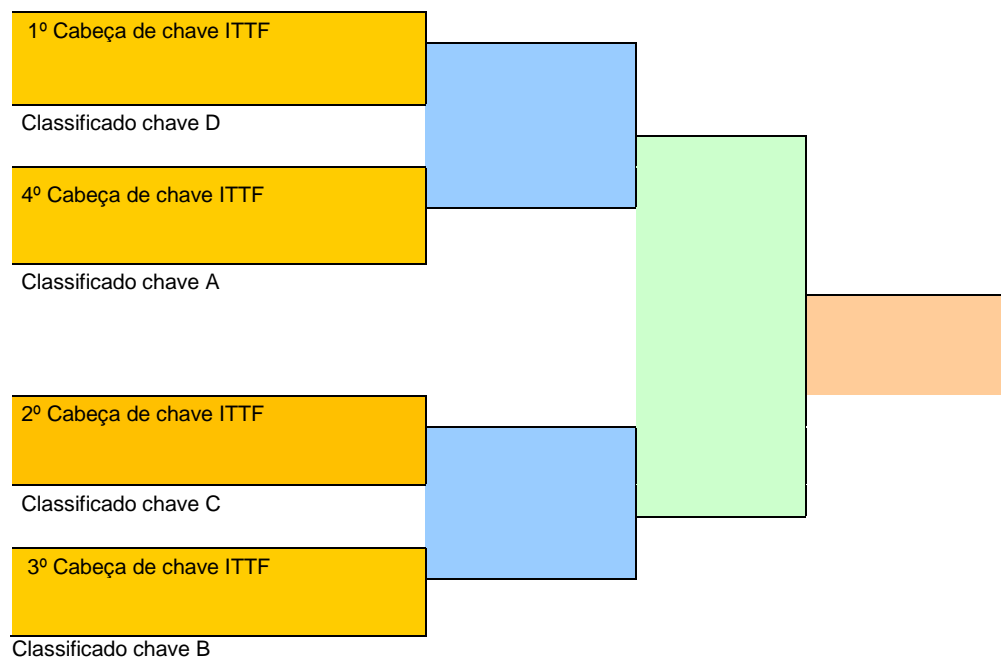 1º Cabeça de chave ITTF
Classificado chave D
4º Cabeça de chave ITTF
Classificado chave A
2º Cabeça de chave ITTF
Classificado chave C
3º Cabeça de chave ITTF
Classificado chave B